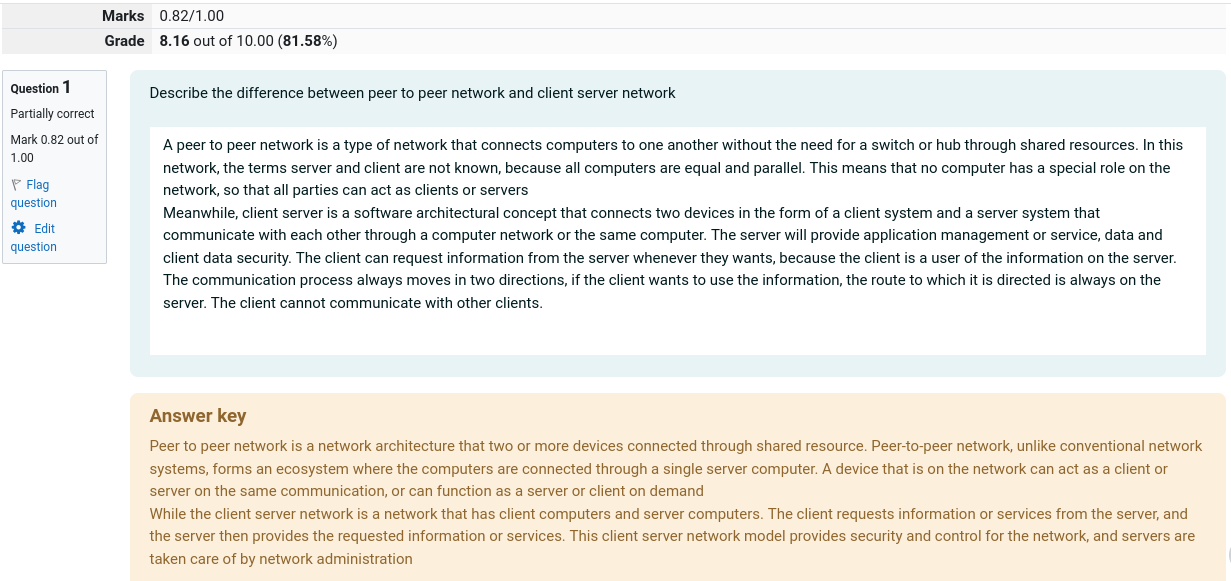 Marks 0.82/1.00
Grade 8.16 out of 10.00 (81.58%)
Question 1
Partially correct
Mark 0.82 out of
1.00
Flag
question
Edit
question
Describe the difference between peer to peer network and client server network
A peer to peer network is a type of network that connects computers to one another without the need for a switch or hub through shared resources. In this
network, the terms server and client are not known, because all computers are equal and parallel. This means that no computer has a special role on the
network, so that all parties can act as clients or servers
Meanwhile, client server is a software architectural concept that connects two devices in the form of a client system and a server system that
communicate with each other through a computer network or the same computer. The server will provide application management or service, data and
client data security. The client can request information from the server whenever they wants, because the client is a user of the information on the server.
The communication process always moves in two directions, if the client wants to use the information, the route to which it is directed is always on the
server. The client cannot communicate with other clients.
Answer key
Peer to peer network is a network architecture that two or more devices connected through shared resource. Peer-to-peer network, unlike conventional network
systems, forms an ecosystem where the computers are connected through a single server computer. A device that is on the network can act as a client or
server on the same communication, or can function as a server or client on demand
While the client server network is a network that has client computers and server computers. The client requests information or services from the server, and
the server then provides the requested information or services. This client server network model provides security and control for the network, and servers are
taken care of by network administration